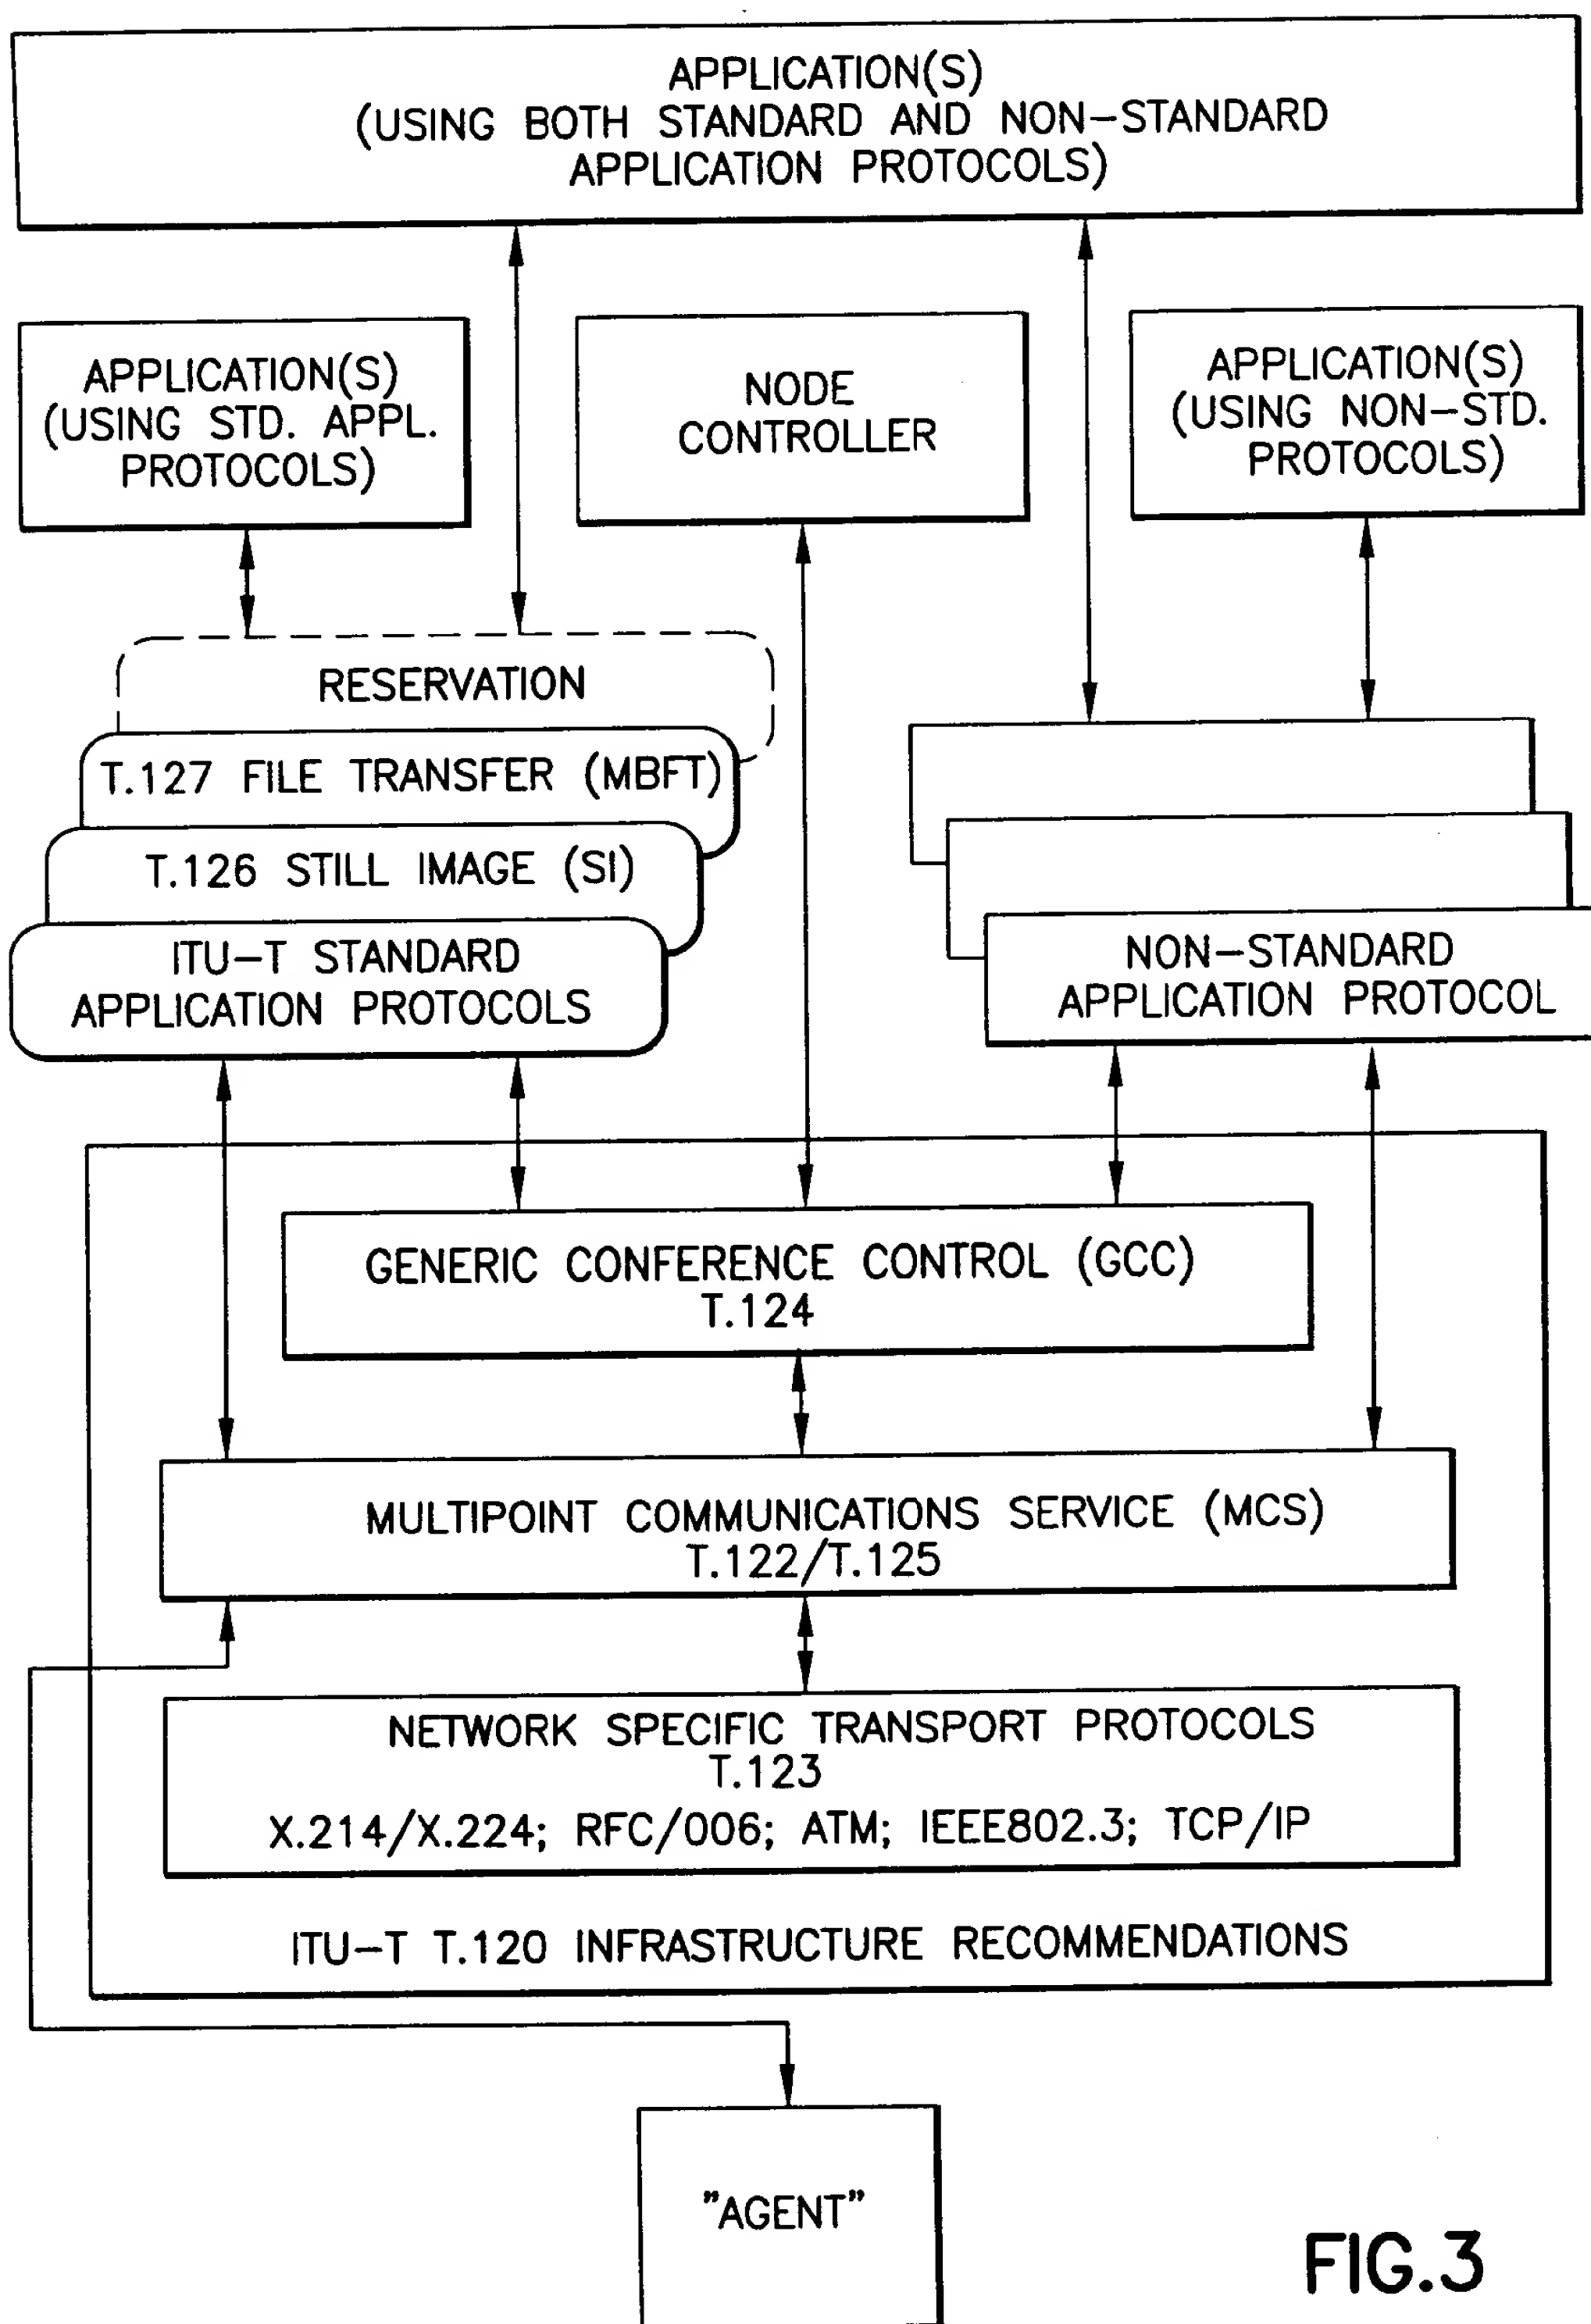 APPLICATION(S)
(USING BOTH STANDARD AND NON-STANDARD
APPLICATION PROTOCOLS)
APPLICATION(S)
(USING STD. APPL.
PROTOCOLS)
NODE
CONTROLLER
APPLICATION(S)
(USING NON-STD.
PROTOCOLS)
RESERVATION
T.127 FILE TRANSFER (MBFT)
T.126 STILL IMAGE (SI)
ITU-T STANDARD
APPLICATION PROTOCOLS
NON-STANDARD
APPLICATION PROTOCOL
GENERIC CONFERENCE CONTROL (GCC)
T.124
MULTIPOINT COMMUNICATIONS SERVICE (MCS)
T.122/T.125
NETWORK SPECIFIC TRANSPORT PROTOCOLS
T.123
X.214/X.224; RFC/006; ATM; IEEE802.3; TCP/IP
ITU-T T.120 INFRASTRUCTURE RECOMMENDATIONS
"AGENT"
FIG.3